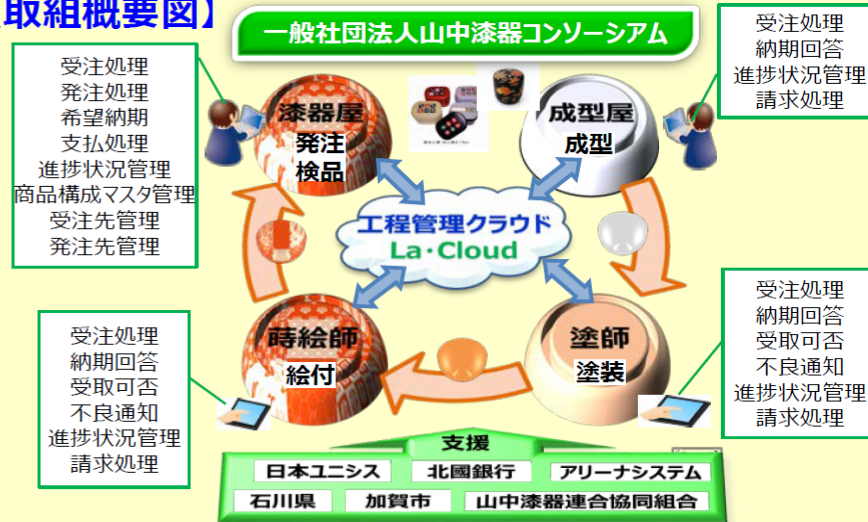 取組概要図】
一般社団法人山中漆器コンソーシアム
受注処理
発注処理
希望納期
支払処理
進捗状況管理
商品構成マスタ管理
受注先管理
発注先管理
漆器屋
発注
検品
成型屋
成型
受注処理
納期回答
進捗状況管理
請求処理
工程管理クラウド
La・Cloud
受注処理
納期回答
受取可否
不良通知
進捗状況管理
請求処理
蒔絵師
絵付
塗師
塗装
受注処理
納期回答
受取可否
不良通知
進捗状況管理
請求処理
支援
日本ユニシス
北國銀行
アリーナシステム
石川県
加賀市
山中漆器連合協同組合